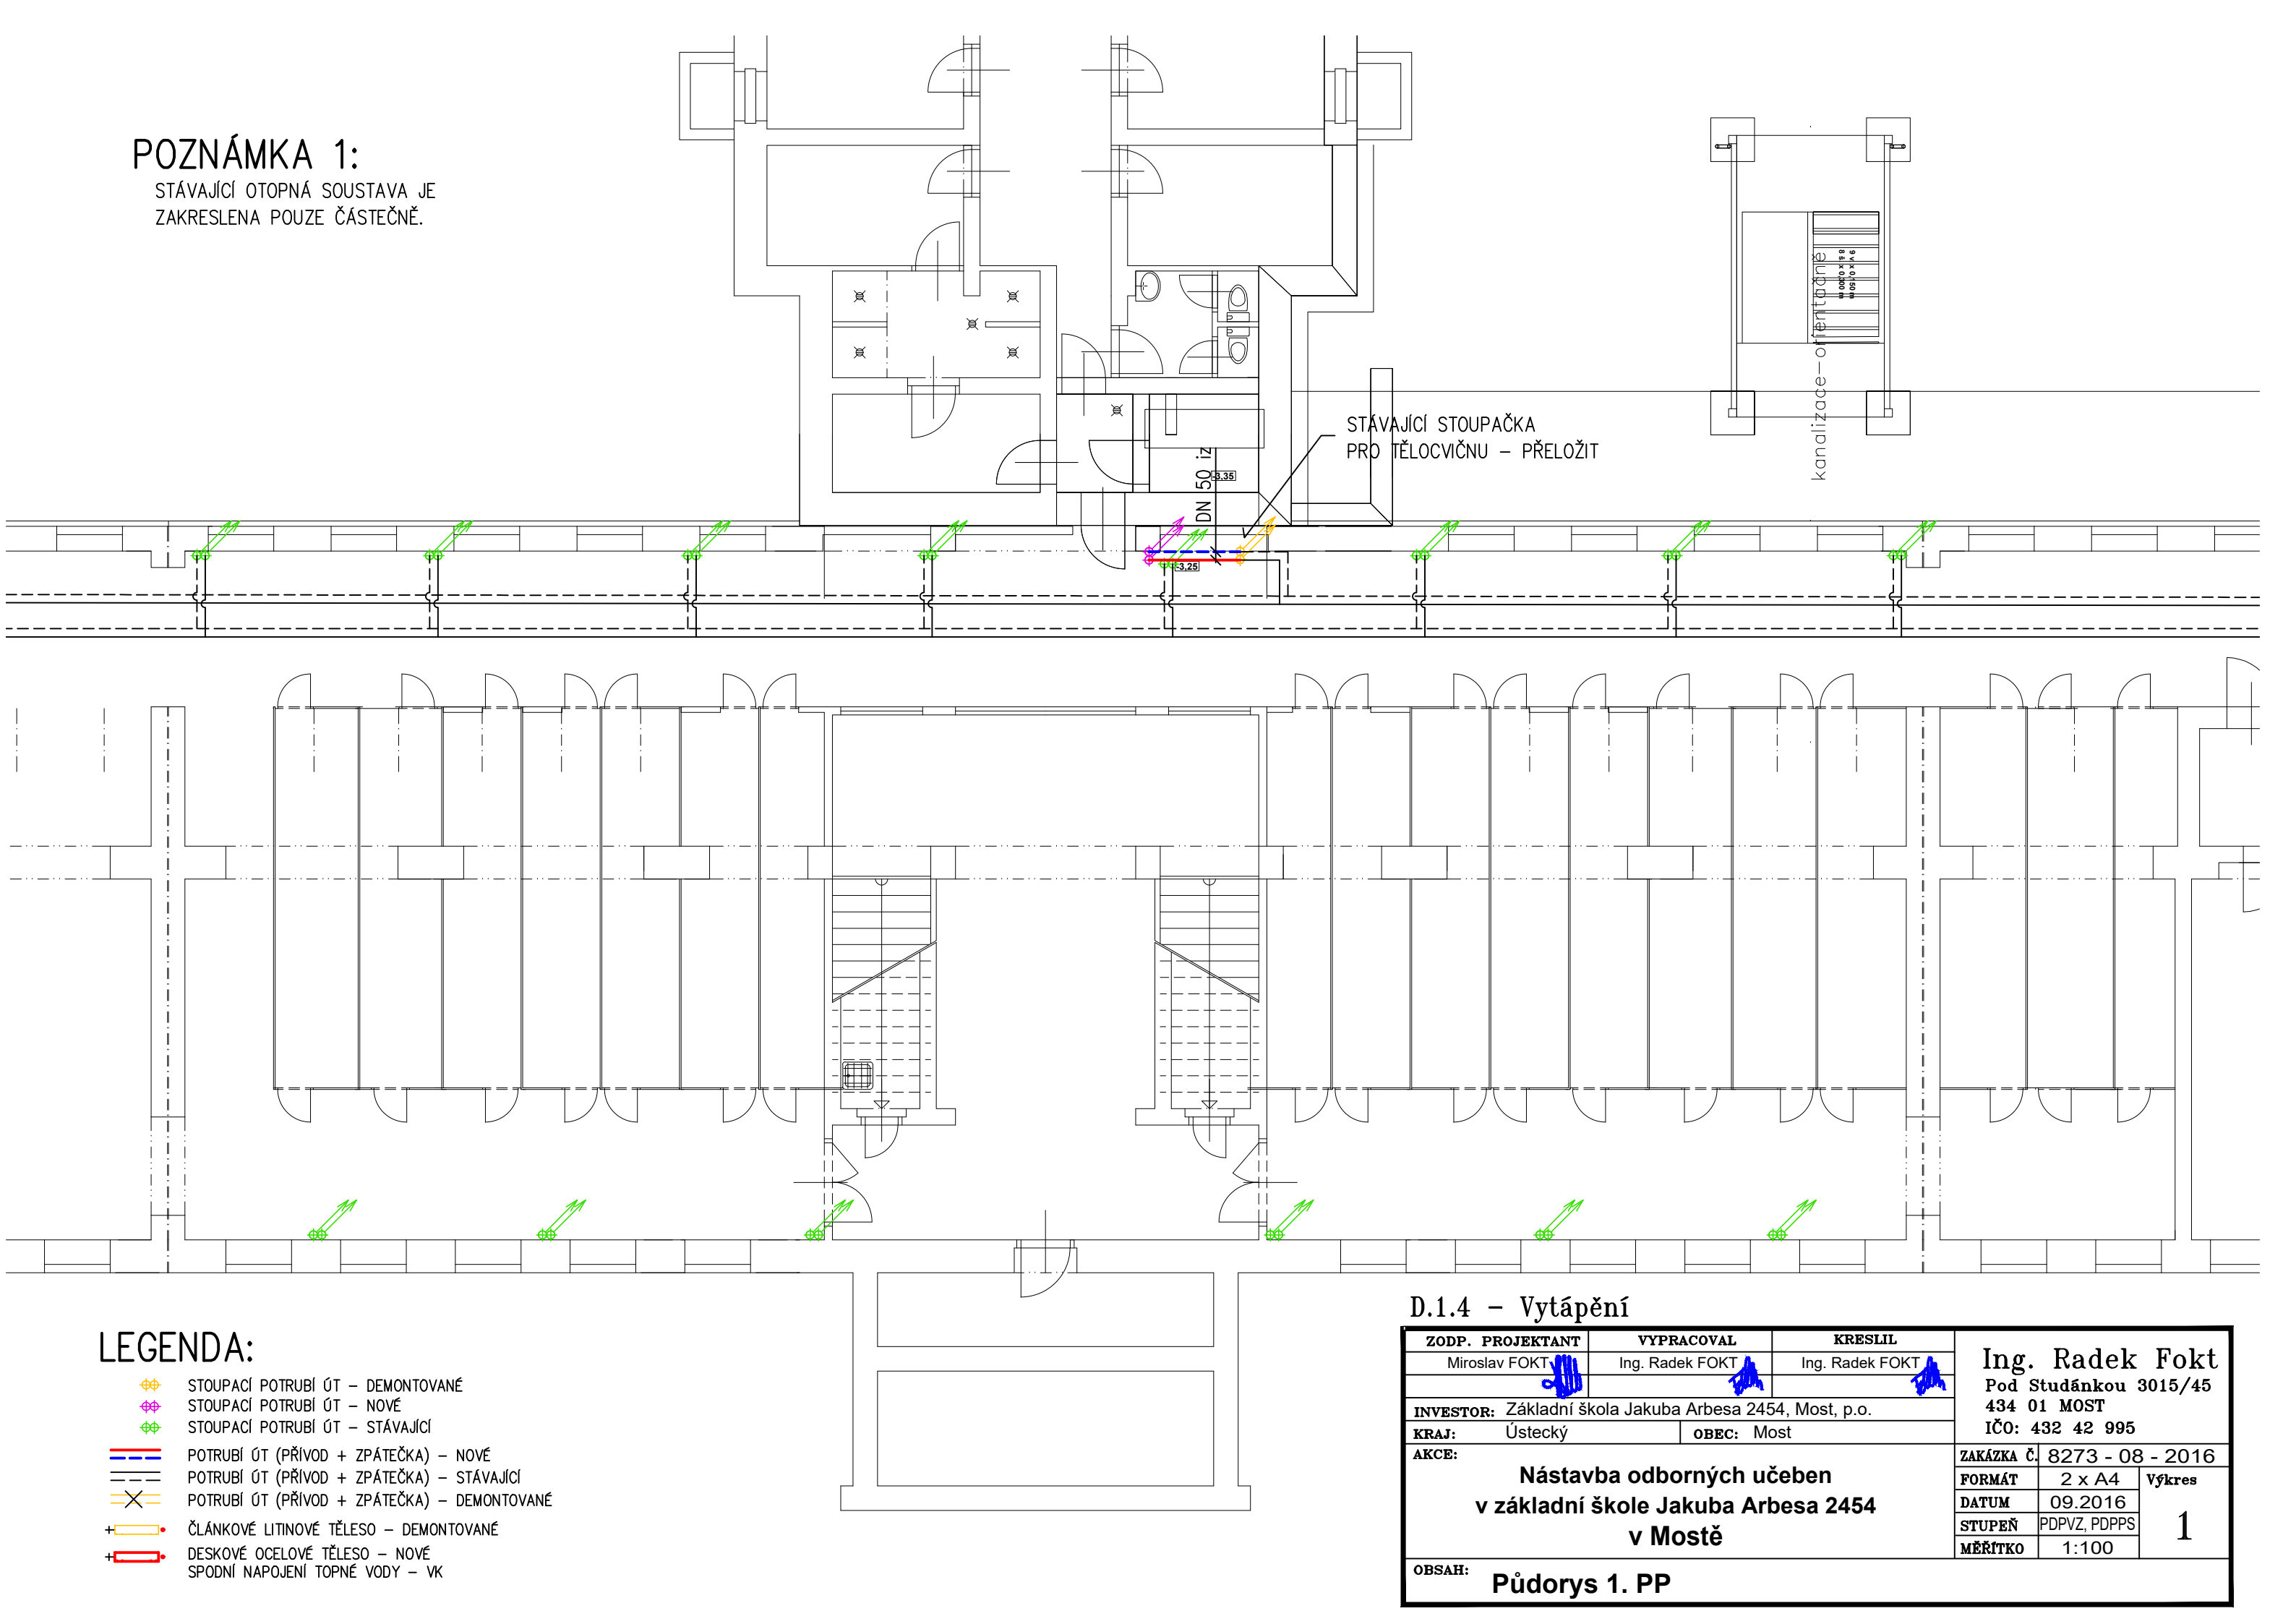 POZNÁMKA 1:
STÁVAJÍCÍ OTOPNÁ SOUSTAVA JE
ZAKRESLENA POUZE ČÁSTEČNĚ.
9 v x 0,150 m
8 š x 0,300 m
kanalizace-orientačně
STÁVAJÍCÍ STOUPAČKA
PRO TĚLOCVIČNU – PŘELOŽIT
DN 50 iz
-3,35
-3,25
LEGENDA:
STOUPACÍ POTRUBÍ ÚT – DEMONTOVANÉ
STOUPACÍ POTRUBÍ ÚT – NOVÉ
STOUPACÍ POTRUBÍ ÚT – STÁVAJÍCÍ
POTRUBÍ ÚT (PŘÍVOD + ZPÁTEČKA) – NOVÉ
POTRUBÍ ÚT (PŘÍVOD + ZPÁTEČKA) – STÁVAJÍCÍ
POTRUBÍ ÚT (PŘÍVOD + ZPÁTEČKA) – DEMONTOVANÉ
ČLÁNKOVÉ LITINOVÉ TĚLESO – DEMONTOVANÉ
DESKOVÉ OCELOVÉ TĚLESO – NOVÉ
SPODNÍ NAPOJENÍ TOPNÉ VODY – VK
D.1.4 – Vytápění
ZODP. PROJEKTANT VYPRACOVAL KRESLIL
Miroslav FOKT Ing. Radek FOKT Ing. Radek FOKT
Ing. Radek Fokt
Pod Studánkou 3015/45
434 01 MOST
IČO: 432 42 995
INVESTOR: Základní škola Jakuba Arbesa 2454, Most, p.o.
KRAJ: Ústecký OBEC: Most
AKCE:
Nástavba odborných učeben
v základní škole Jakuba Arbesa 2454
v Mostě
ZAKÁZKA Č. 8273 - 08 - 2016
FORMÁT 2 x A4 Výkres
DATUM 09.2016
STUPEŇ PDPVZ, PDPPS 1
MĚŘÍTKO 1:100
OBSAH: Půdorys 1. PP